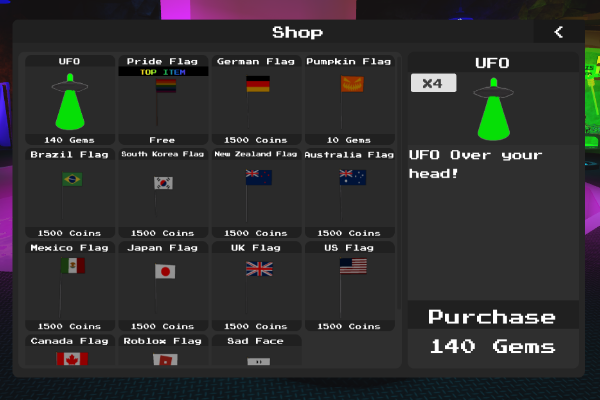 Shop
<
UFO
Pride Flag
German Flag
Pumpkin Flag
TOP ITEM
140 Gems
Free
1500 Coins
10 Gems
Brazil Flag
South Korea Flag
New Zealand Flag
Australia Flag
1500 Coins
1500 Coins
1500 Coins
1500 Coins
Mexico Flag
Japan Flag
UK Flag
US Flag
1500 Coins
1500 Coins
1500 Coins
1500 Coins
Canada Flag
Roblox Flag
Sad Face
UFO
X4
UFO Over your
head!
Purchase
140 Gems